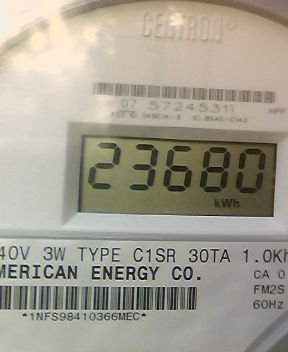 CENTRON®
07 57245311
23680
kWh
40V 3W TYPE C1SR 30TA 1.0Kh
MERICAN ENERGY CO.
CA 0
FM2S
60Hz
*1NFS98410366MEC*